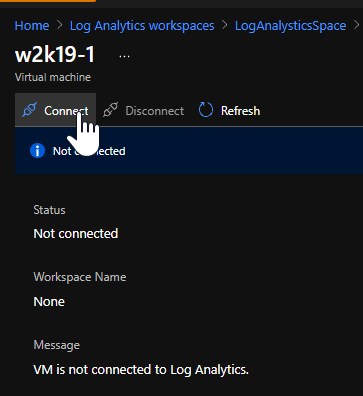 Home > Log Analytics workspaces > LogAnalysticsSpace >
w2k19-1 ...
Virtual machine
Connect Disconnect Refresh
Not connected
Status
Not connected
Workspace Name
None
Message
VM is not connected to Log Analytics.